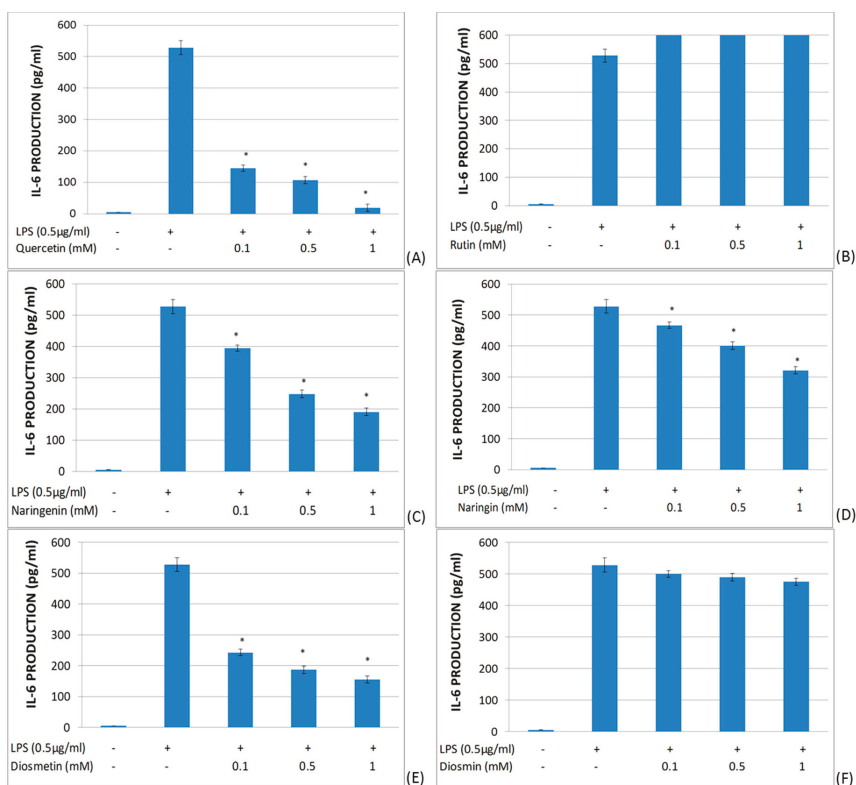 600
500
400
300
200
100
0
IL-6 PRODUCTION (pg/ml)
* * *
LPS (0.5µg/ml) - + + + +
Quercetin (mM) - - 0.1 0.5 1
(A)
600
500
400
300
200
100
0
IL-6 PRODUCTION (pg/ml)
LPS (0.5µg/ml) - + + + +
Rutin (mM) - - 0.1 0.5 1
(B)
600
500
400
300
200
100
0
IL-6 PRODUCTION (pg/ml)
* * *
LPS (0.5µg/ml) - + + + +
Naringenin (mM) - - 0.1 0.5 1
(C)
600
500
400
300
200
100
0
IL-6 PRODUCTION (pg/ml)
* * *
LPS (0.5µg/ml) - + + + +
Naringin (mM) - - 0.1 0.5 1
(D)
600
500
400
300
200
100
0
IL-6 PRODUCTION (pg/ml)
* * *
LPS (0.5µg/ml) - + + + +
Diosmetin (mM) - - 0.1 0.5 1
(E)
600
500
400
300
200
100
0
IL-6 PRODUCTION (pg/ml)
LPS (0.5µg/ml) - + + + +
Diosmin (mM) - - 0.1 0.5 1
(F)